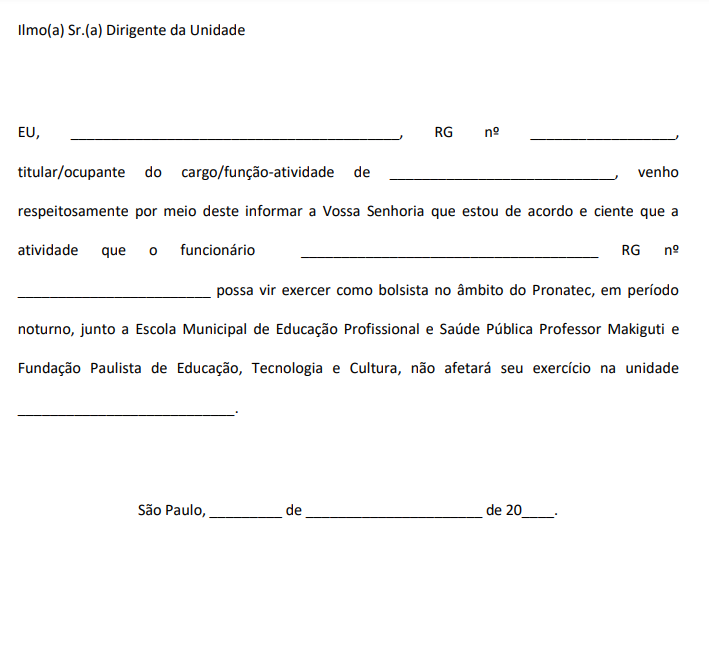 Ilmo(a) Sr.(a) Dirigente da Unidade
EU, _________________________________________, RG nº __________________,
titular/ocupante do cargo/função-atividade de ____________________________, venho
respeitosamente por meio deste informar a Vossa Senhoria que estou de acordo e ciente que a
atividade que o funcionário _____________________________________ RG nº
________________________ possa vir exercer como bolsista no âmbito do Pronatec, em período
noturno, junto a Escola Municipal de Educação Profissional e Saúde Pública Professor Makiguti e
Fundação Paulista de Educação, Tecnologia e Cultura, não afetará seu exercício na unidade
___________________________.
São Paulo, _________ de ______________________ de 20____.